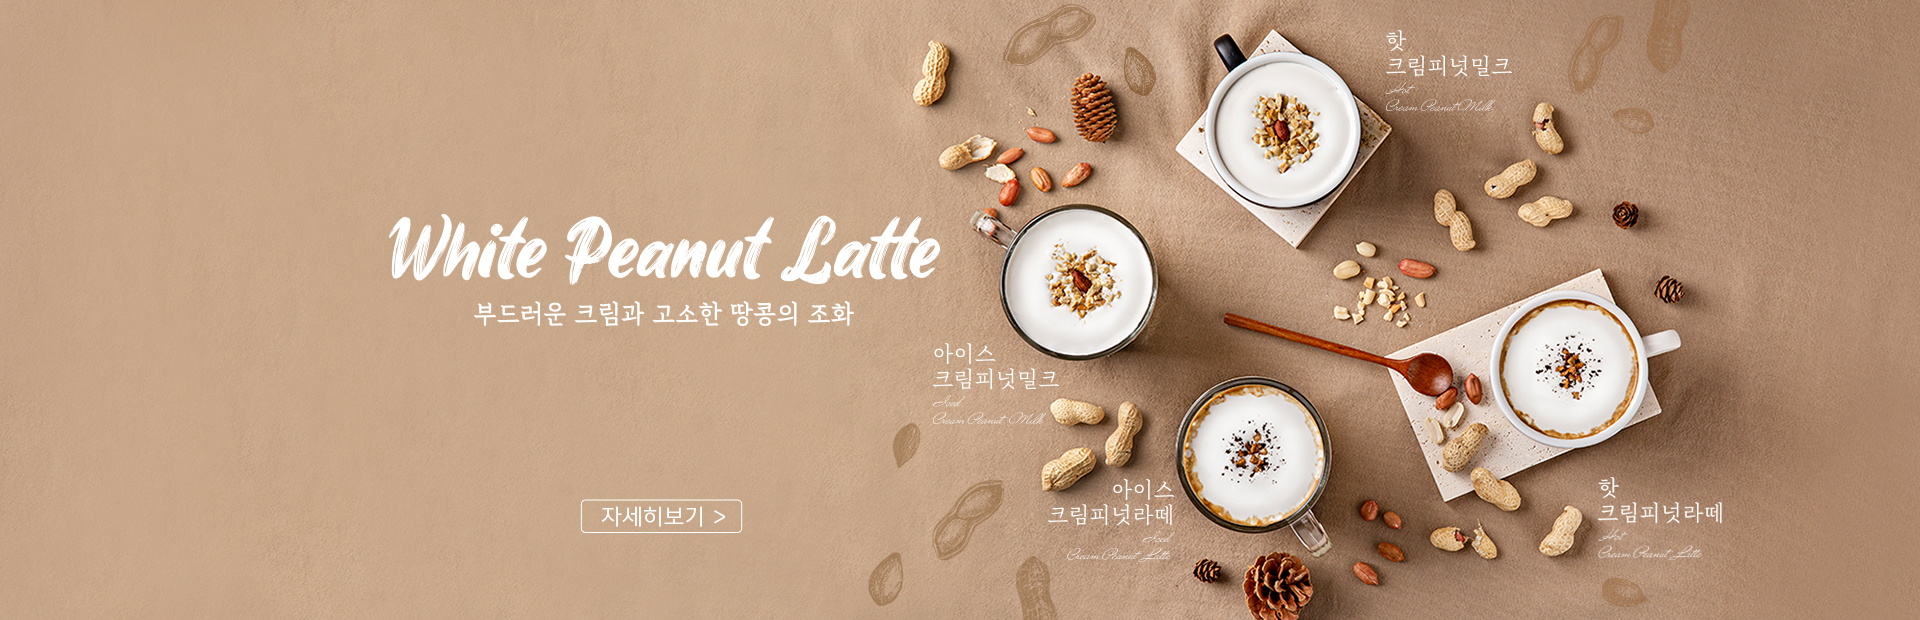 White Peanut Latte
부드러운 크림과 고소한 땅콩의 조화
자세히보기 >
핫
크림피넛밀크
Hot
Cream Peanut Milk
아이스
크림피넛밀크
Iced
Cream Peanut Milk
아이스
크림피넛라떼
Iced
Cream Peanut Latte
핫
크림피넛라떼
Hot
Cream Peanut Latte